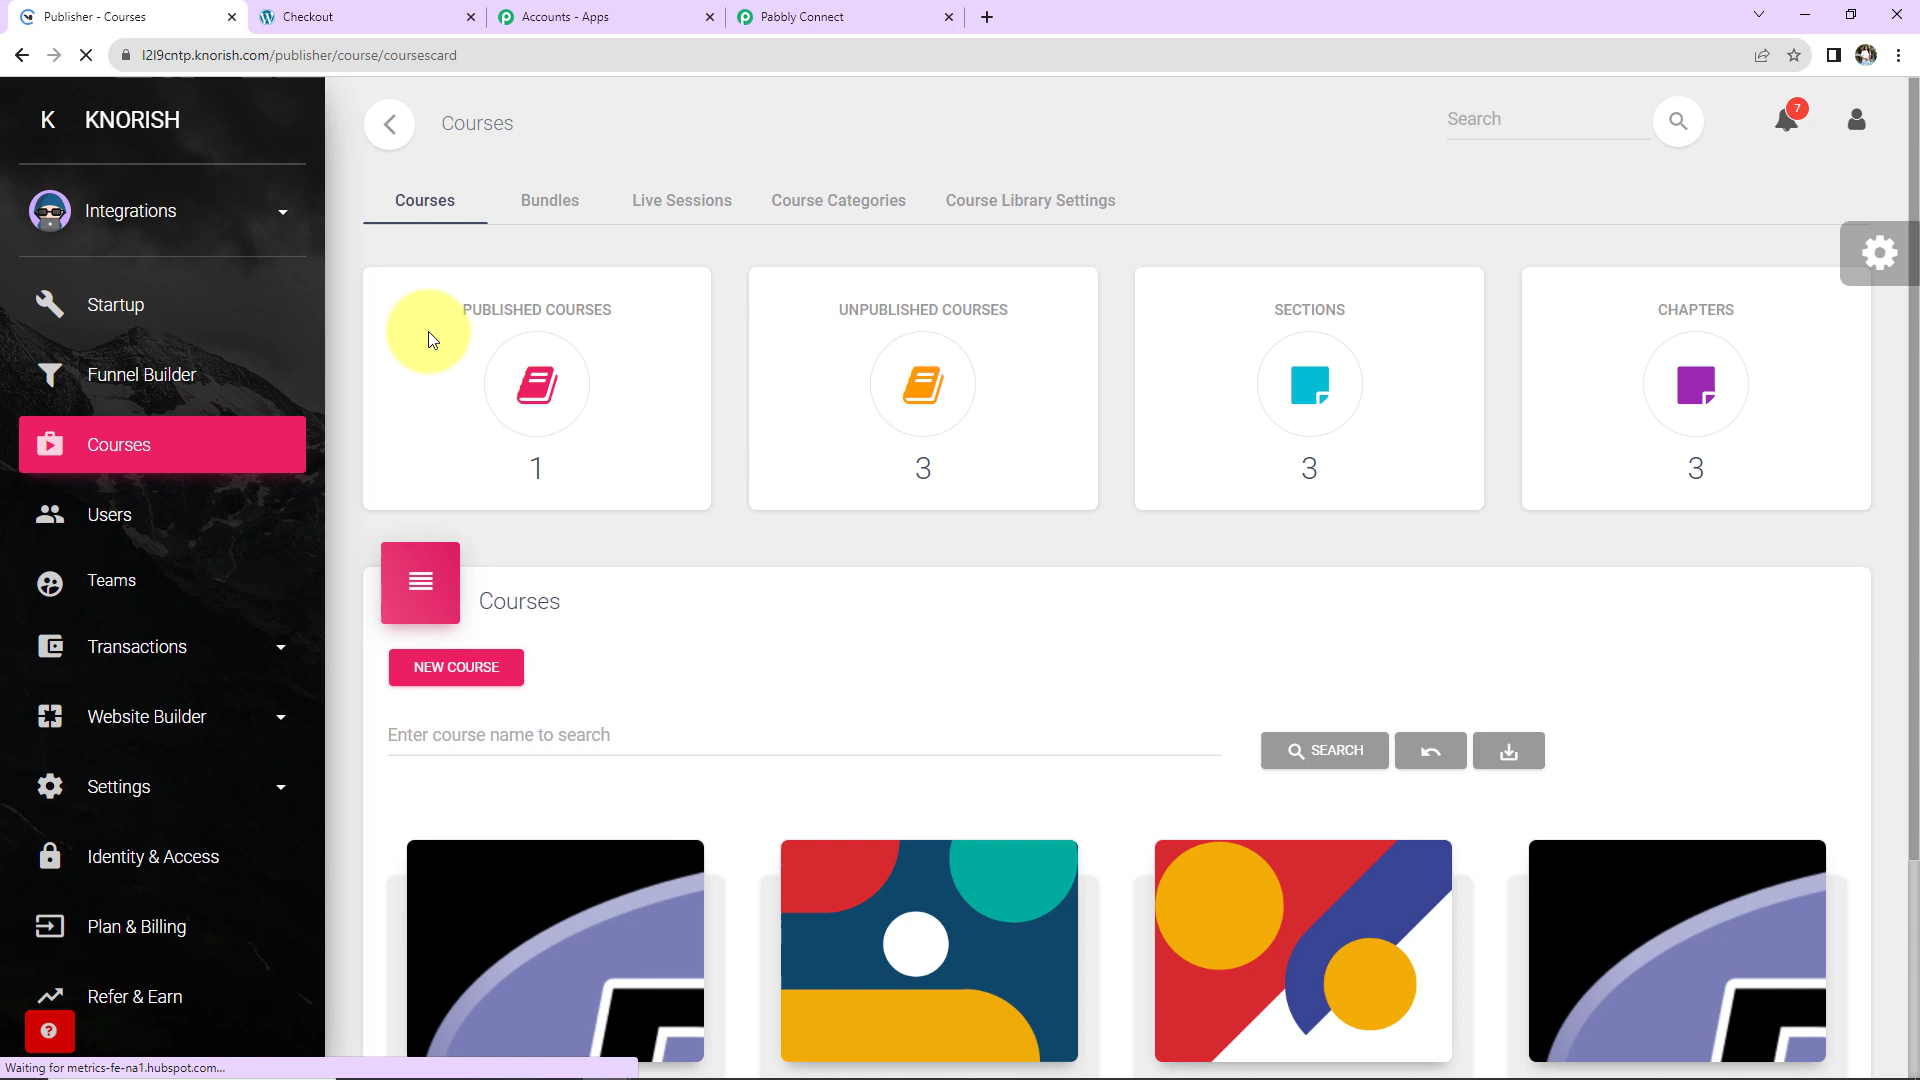 Publisher - Courses
Checkout
Accounts - Apps
Pabbly Connect
l2l9cntp.knorish.com/publisher/course/coursescard
K KNORISH
Integrations
Startup
Funnel Builder
Courses
Users
Teams
Transactions
Website Builder
Settings
Identity & Access
Plan & Billing
Refer & Earn
Courses
Search
7
Courses
Bundles
Live Sessions
Course Categories
Course Library Settings
PUBLISHED COURSES
1
UNPUBLISHED COURSES
3
SECTIONS
3
CHAPTERS
3
Courses
NEW COURSE
Enter course name to search
SEARCH
Waiting for metrics-fe-na1.hubspot.com...